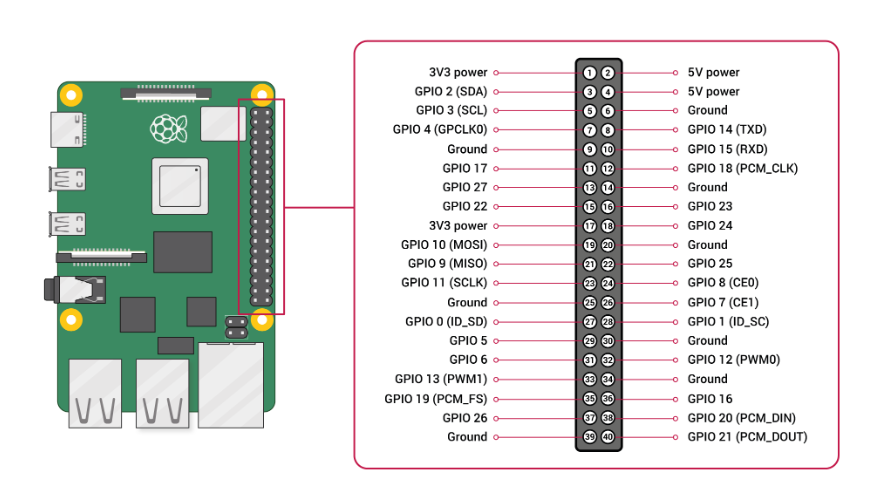 3V3 power 1 2 5V power
GPIO 2 (SDA) 3 4 5V power
GPIO 3 (SCL) 5 6 Ground
GPIO 4 (GPCLK0) 7 8 GPIO 14 (TXD)
Ground 9 10 GPIO 15 (RXD)
GPIO 17 11 12 GPIO 18 (PCM_CLK)
GPIO 27 13 14 Ground
GPIO 22 15 16 GPIO 23
3V3 power 17 18 GPIO 24
GPIO 10 (MOSI) 19 20 Ground
GPIO 9 (MISO) 21 22 GPIO 25
GPIO 11 (SCLK) 23 24 GPIO 8 (CE0)
Ground 25 26 GPIO 7 (CE1)
GPIO 0 (ID_SD) 27 28 GPIO 1 (ID_SC)
GPIO 5 29 30 Ground
GPIO 6 31 32 GPIO 12 (PWM0)
GPIO 13 (PWM1) 33 34 Ground
GPIO 19 (PCM_FS) 35 36 GPIO 16
GPIO 26 37 38 GPIO 20 (PCM_DIN)
Ground 39 40 GPIO 21 (PCM_DOUT)